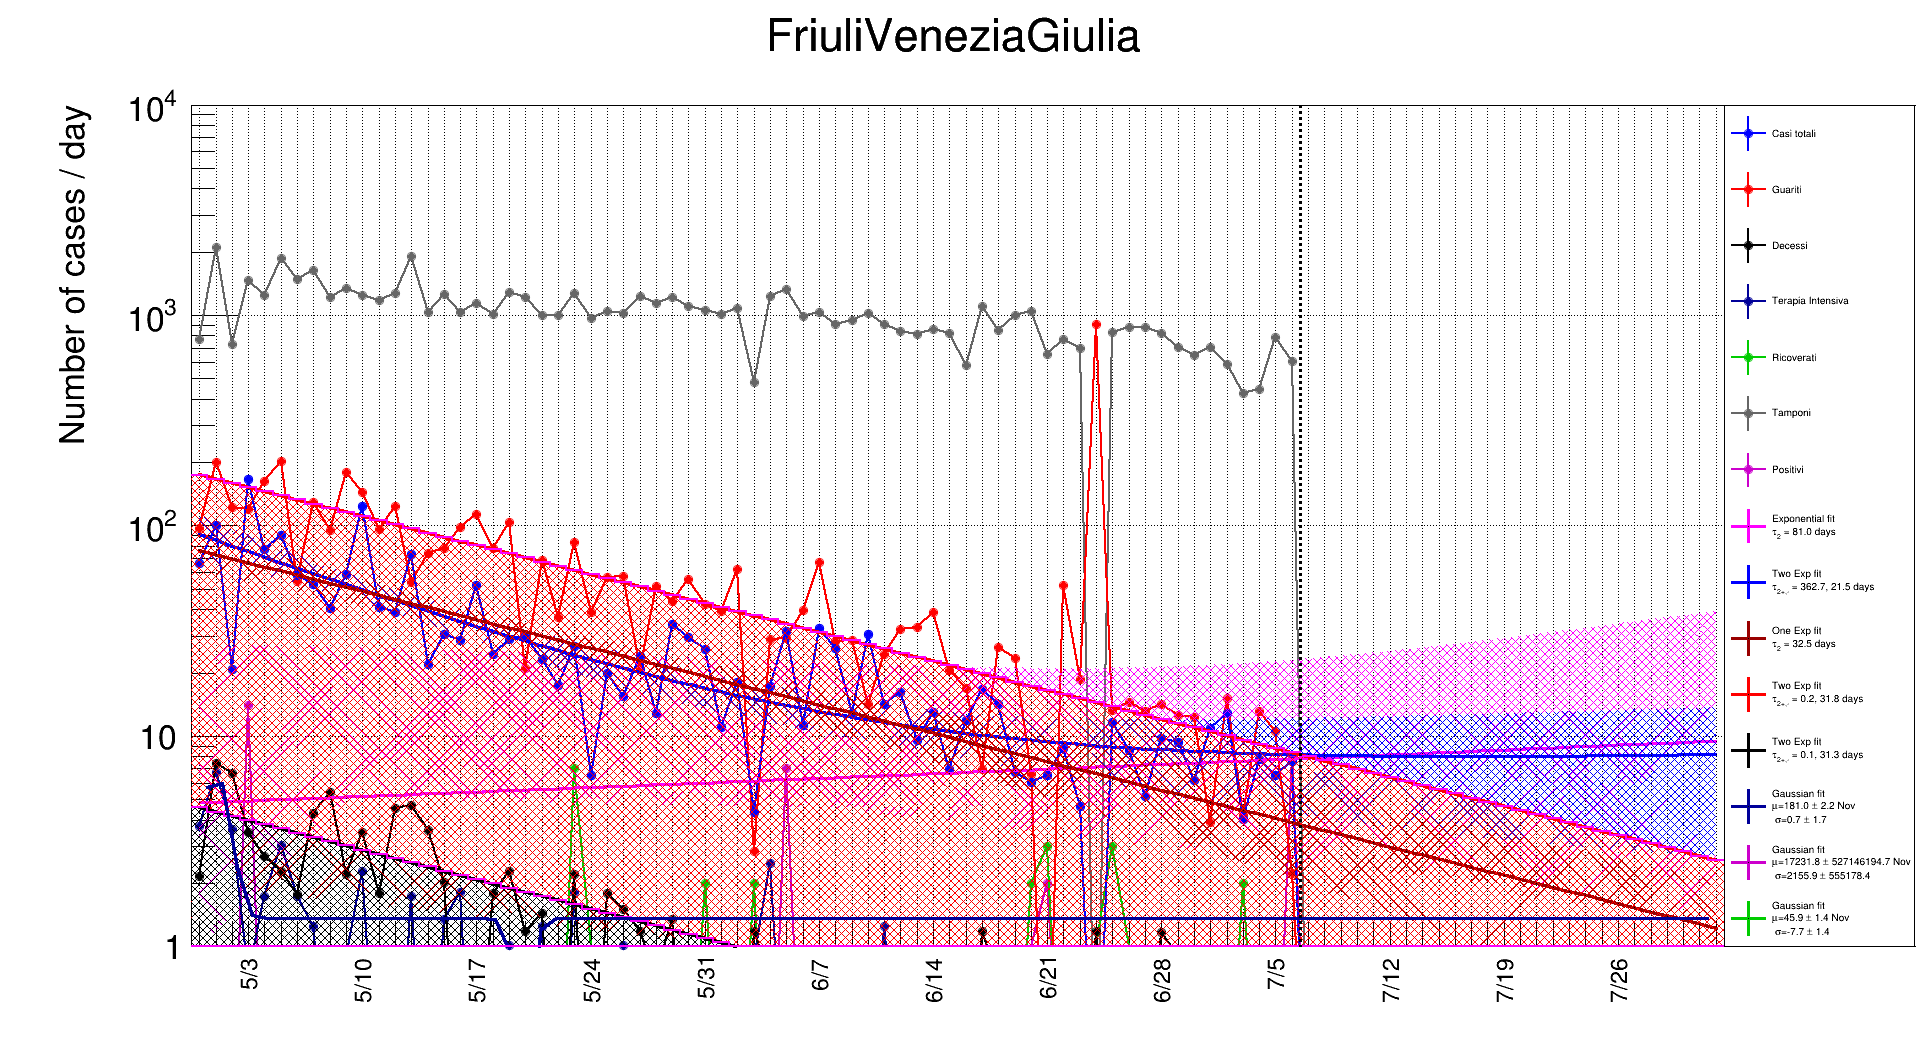 FriuliVeneziaGiulia
Number of cases / day
10⁴
10³
10²
10
1
5/3
5/10
5/17
5/24
5/31
6/7
6/14
6/21
6/28
7/5
7/12
7/19
7/26
Casi totali
Guariti
Decessi
Terapia Intensiva
Ricoverati
Tamponi
Positivi
Exponential fit
τ₂ = 81.0 days
Two Exp fit
τ₂₊,₋ = 362.7, 21.5 days
One Exp fit
τ₂ = 32.5 days
Two Exp fit
τ₂₊,₋ = 0.2, 31.8 days
Two Exp fit
τ₂₊,₋ = 0.1, 31.3 days
Gaussian fit
μ=181.0 ± 2.2 Nov
σ=0.7 ± 1.7
Gaussian fit
μ=17231.8 ± 527146194.7 Nov
σ=2155.9 ± 555178.4
Gaussian fit
μ=45.9 ± 1.4 Nov
σ=-7.7 ± 1.4